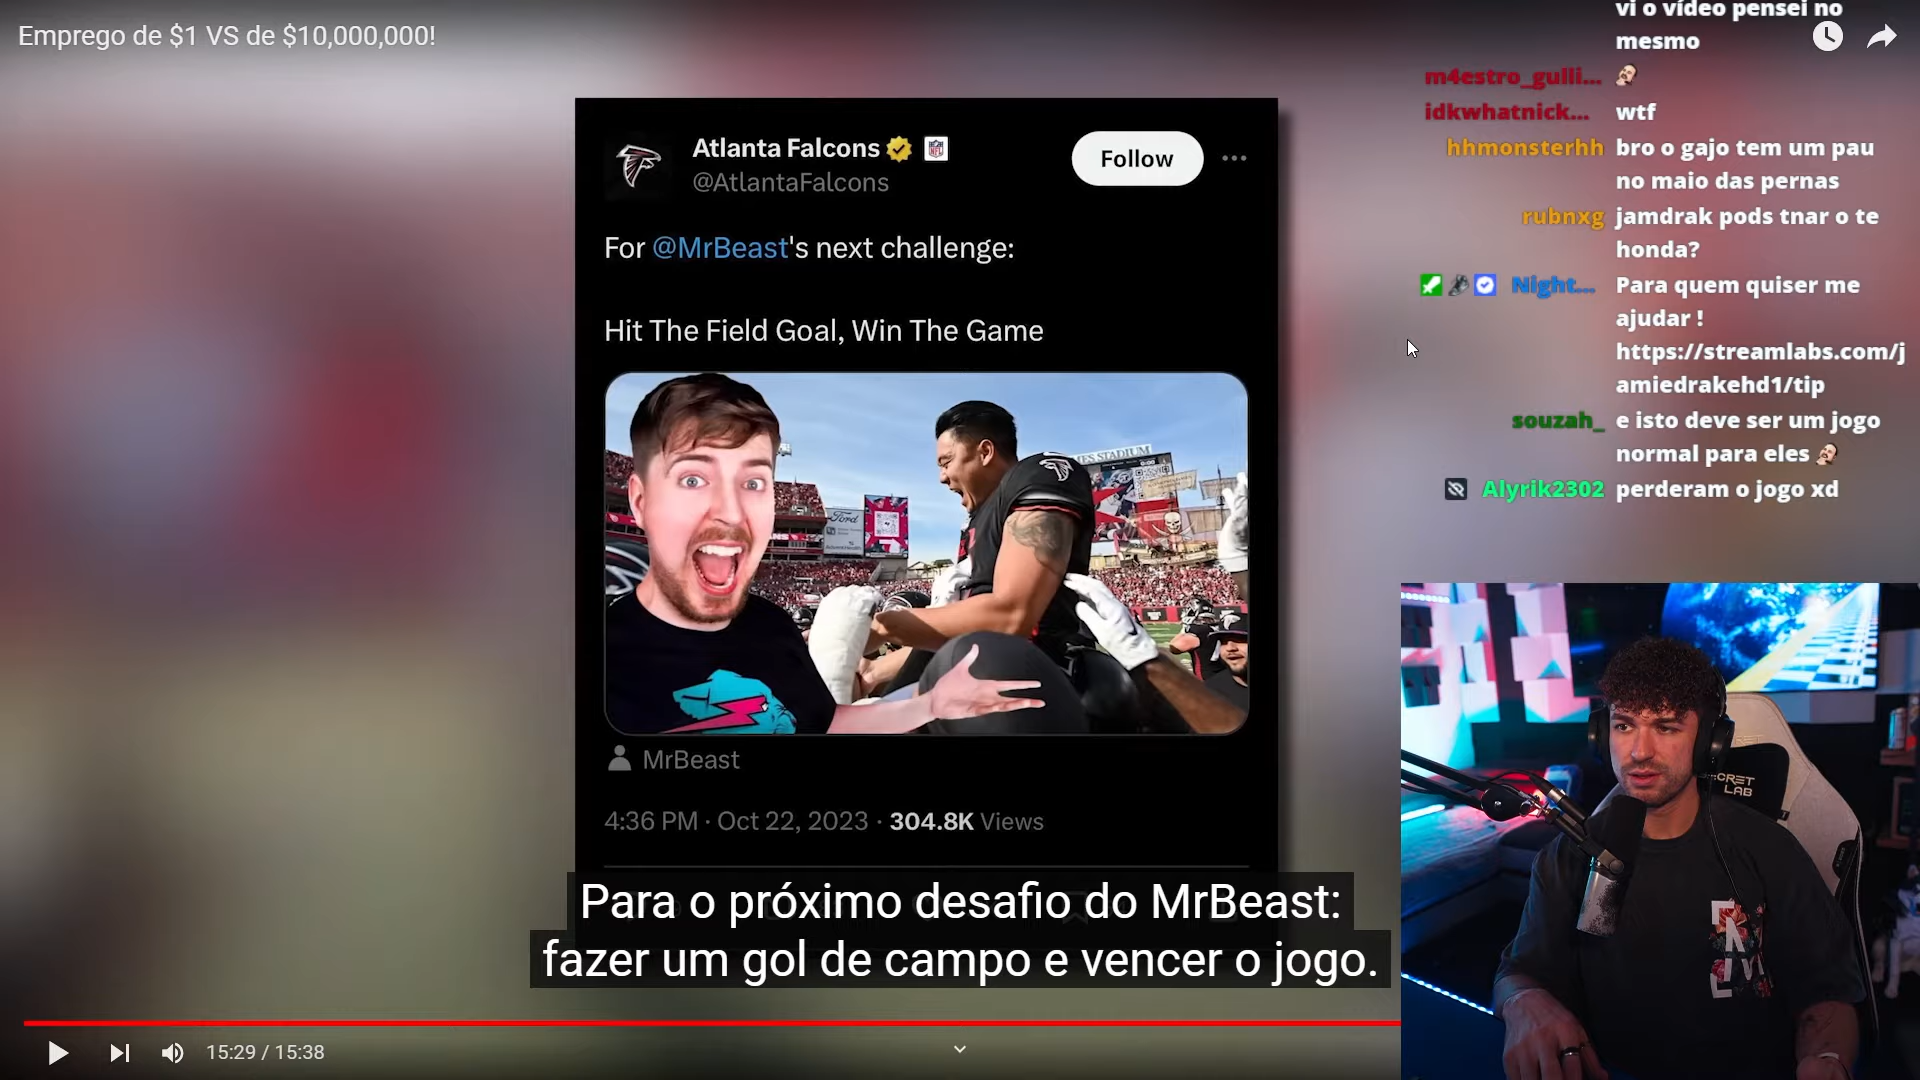 Emprego de $1 VS de $10,000,000!
Atlanta Falcons
@AtlantaFalcons
Follow
For @MrBeast's next challenge:
Hit The Field Goal, Win The Game
Ford
MrBeast
4:36 PM · Oct 22, 2023 · 304.8K Views
Para o próximo desafio do MrBeast:
fazer um gol de campo e vencer o jogo.
15:29 / 15:38
vi o vídeo pensei no
mesmo
m4estro_gulli...
idkwhatnick... wtf
hhmonsterhh bro o gajo tem um pau
no maio das pernas
rubnxg jamdrak pods tnar o te
honda?
Night... Para quem quiser me
ajudar !
https://streamlabs.com/j
amiedrakehd1/tip
souzah_ e isto deve ser um jogo
normal para eles
Alyrik2302 perderam o jogo xd